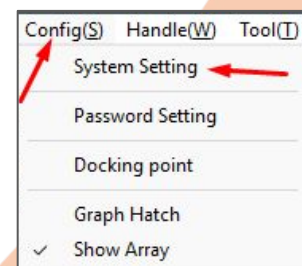 Config(S) Handle(W) Tool(T)
System Setting
Password Setting
Docking point
Graph Hatch
✓ Show Array